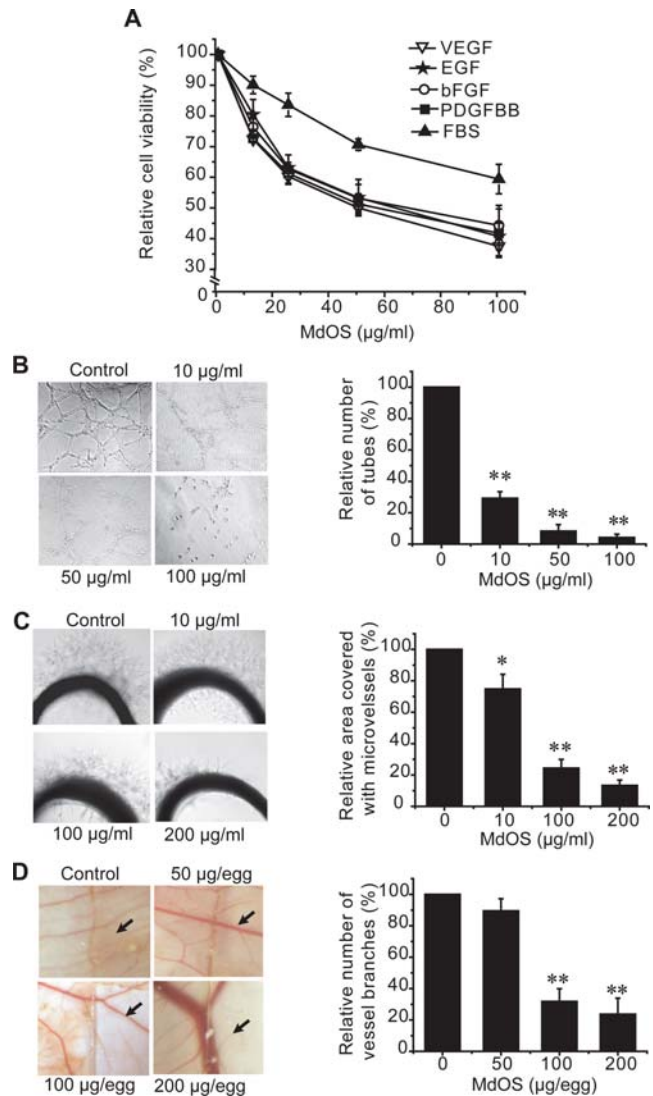 A
Relative cell viability (%)
100
90
80
70
60
50
40
30
0
0 20 40 60 80 100
MdOS (µg/ml)
VEGF
EGF
bFGF
PDGFBB
FBS
B
Control 10 µg/ml
50 µg/ml 100 µg/ml
Relative number
of tubes (%)
100
80
60
40
20
0
** ** **
0 10 50 100
MdOS (µg/ml)
C
Control 10 µg/ml
100 µg/ml 200 µg/ml
Relative area covered
with microvelssels (%)
100
80
60
40
20
0
* ** **
0 10 100 200
MdOS (µg/ml)
D
Control 50 µg/egg
100 µg/egg 200 µg/egg
Relative number of
vessel branches (%)
100
80
60
40
20
0
** **
0 50 100 200
MdOS (µg/egg)